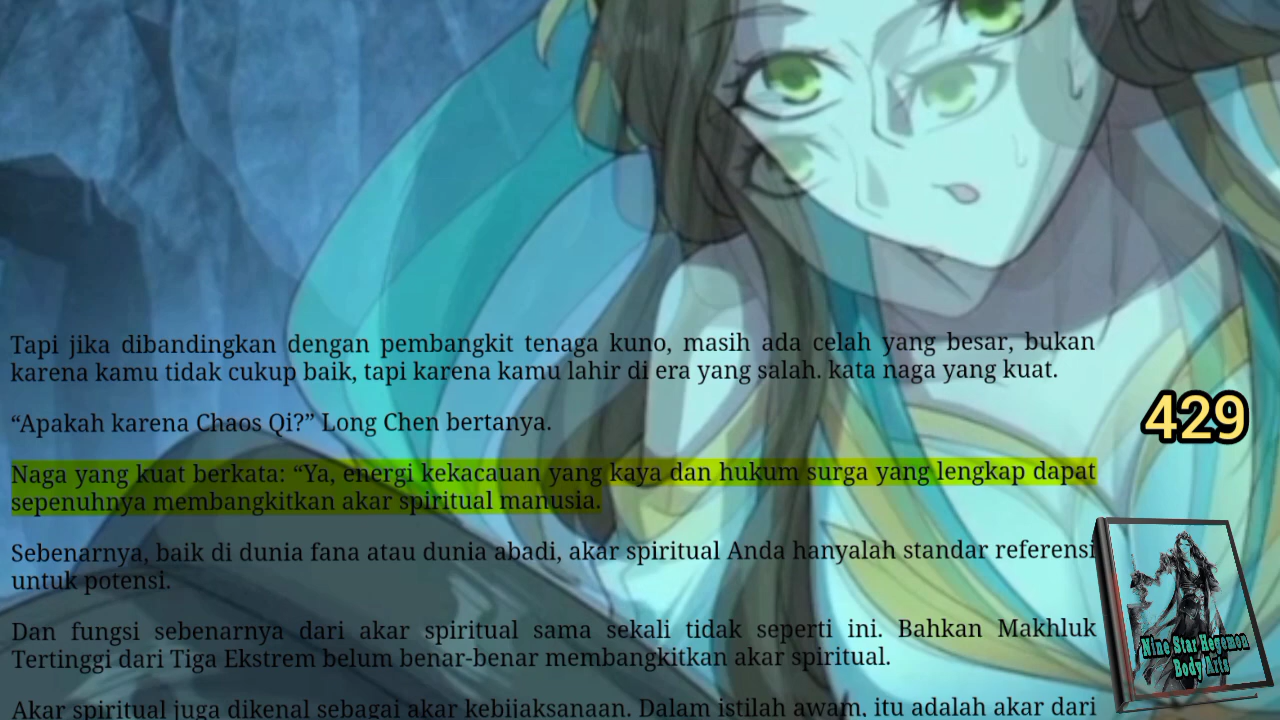 Tapi jika dibandingkan dengan pembangkit tenaga kuno, masih ada celah yang besar, bukan
karena kamu tidak cukup baik, tapi karena kamu lahir di era yang salah. kata naga yang kuat.
“Apakah karena Chaos Qi?” Long Chen bertanya.
Naga yang kuat berkata: “Ya, energi kekacauan yang kaya dan hukum surga yang lengkap dapat
sepenuhnya membangkitkan akar spiritual manusia.
Sebenarnya, baik di dunia fana atau dunia abadi, akar spiritual Anda hanyalah standar referensi
untuk potensi.
Dan fungsi sebenarnya dari akar spiritual sama sekali tidak seperti ini. Bahkan Makhluk
Tertinggi dari Tiga Ekstrem belum benar-benar membangkitkan akar spiritual.
Akar spiritual juga dikenal sebagai akar kebijaksanaan. Dalam istilah awam, itu adalah akar dari
429
Nine Star Hegemon
Body Arts